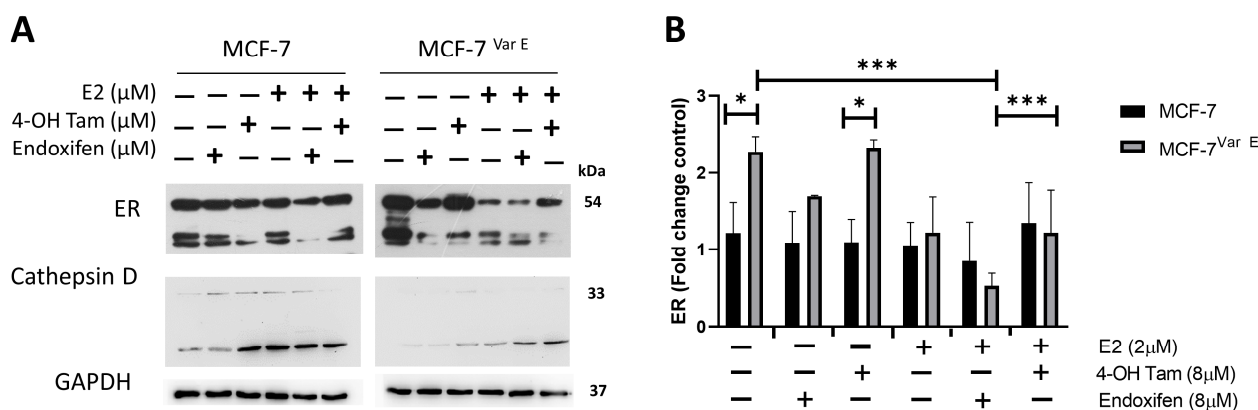 A
MCF-7
MCF-7 Var E
E2 (µM) – – – + + + – – – + + +
4-OH Tam (µM) – – + – – + – – + – – +
Endoxifen (µM) – + – – + – – + – – + –
kDa
ER
54
Cathepsin D
33
GAPDH
37
B
***
* * ***
MCF-7
MCF-7Var E
ER (Fold change control)
3
2
1
0
– – – + + + E2 (2µM)
– – + – – + 4-OH Tam (8µM)
– + – – + – Endoxifen (8µM)